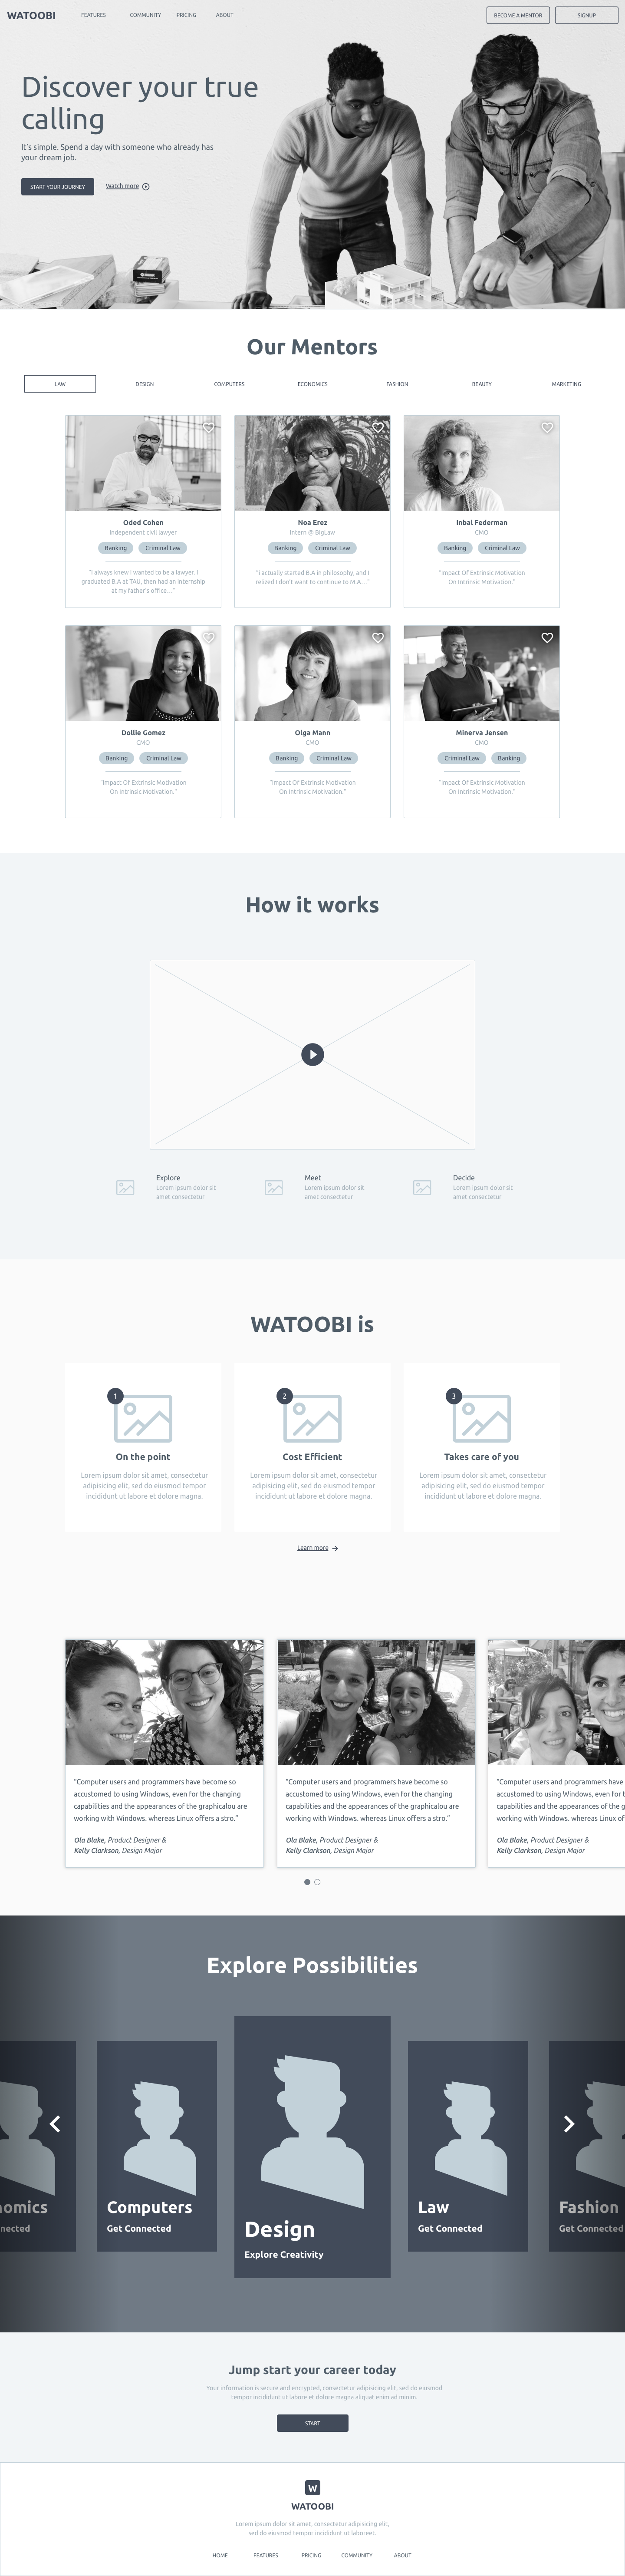 WATOOBI
FEATURES
COMMUNITY
PRICING
ABOUT
BECOME A MENTOR
SIGNUP
Discover your true
calling
It's simple. Spend a day with someone who already has
your dream job.
START YOUR JOURNEY
Watch more
Our Mentors
LAW
DESIGN
COMPUTERS
ECONOMICS
FASHION
BEAUTY
MARKETING
Oded Cohen
Independent civil lawyer
Banking
Criminal Law
"I always knew I wanted to be a lawyer. I
graduated B.A at TAU, then had an internship
at my father's office..."
Noa Erez
Intern @ BigLaw
Banking
Criminal Law
"I actually started B.A in philosophy, and I
relized I don't want to continue to M.A...."
Inbal Federman
CMO
Banking
Criminal Law
"Impact Of Extrinsic Motivation
On Intrinsic Motivation."
Dollie Gomez
CMO
Banking
Criminal Law
"Impact Of Extrinsic Motivation
On Intrinsic Motivation."
Olga Mann
CMO
Banking
Criminal Law
"Impact Of Extrinsic Motivation
On Intrinsic Motivation."
Minerva Jensen
CMO
Criminal Law
Banking
"Impact Of Extrinsic Motivation
On Intrinsic Motivation."
How it works
Explore
Lorem ipsum dolor sit
amet consectetur
Meet
Lorem ipsum dolor sit
amet consectetur
Decide
Lorem ipsum dolor sit
amet consectetur
WATOOBI is
1
On the point
Lorem ipsum dolor sit amet, consectetur
adipisicing elit, sed do eiusmod tempor
incididunt ut labore et dolore magna.
2
Cost Efficient
Lorem ipsum dolor sit amet, consectetur
adipisicing elit, sed do eiusmod tempor
incididunt ut labore et dolore magna.
3
Takes care of you
Lorem ipsum dolor sit amet, consectetur
adipisicing elit, sed do eiusmod tempor
incididunt ut labore et dolore magna.
Learn more
"Computer users and programmers have become so
accustomed to using Windows, even for the changing
capabilities and the appearances of the graphicalou are
working with Windows. whereas Linux offers a stro."
Ola Blake, Product Designer &
Kelly Clarkson, Design Major
"Computer users and programmers have become so
accustomed to using Windows, even for the changing
capabilities and the appearances of the graphicalou are
working with Windows. whereas Linux offers a stro."
Ola Blake, Product Designer &
Kelly Clarkson, Design Major
"Computer users and programmers have
accustomed to using Windows, even for t
capabilities and the appearances of the g
working with Windows. whereas Linux of
Ola Blake, Product Designer &
Kelly Clarkson, Design Major
Explore Possibilities
nomics
nnected
Computers
Get Connected
Design
Explore Creativity
Law
Get Connected
Fashion
Get Connected
Jump start your career today
Your information is secure and encrypted, consectetur adipisicing elit, sed do eiusmod
tempor incididunt ut labore et dolore magna aliquat enim ad minim.
START
W
WATOOBI
Lorem ipsum dolor sit amet, consectetur adipisicing elit,
sed do eiusmod tempor incididunt ut laboreet.
HOME
FEATURES
PRICING
COMMUNITY
ABOUT